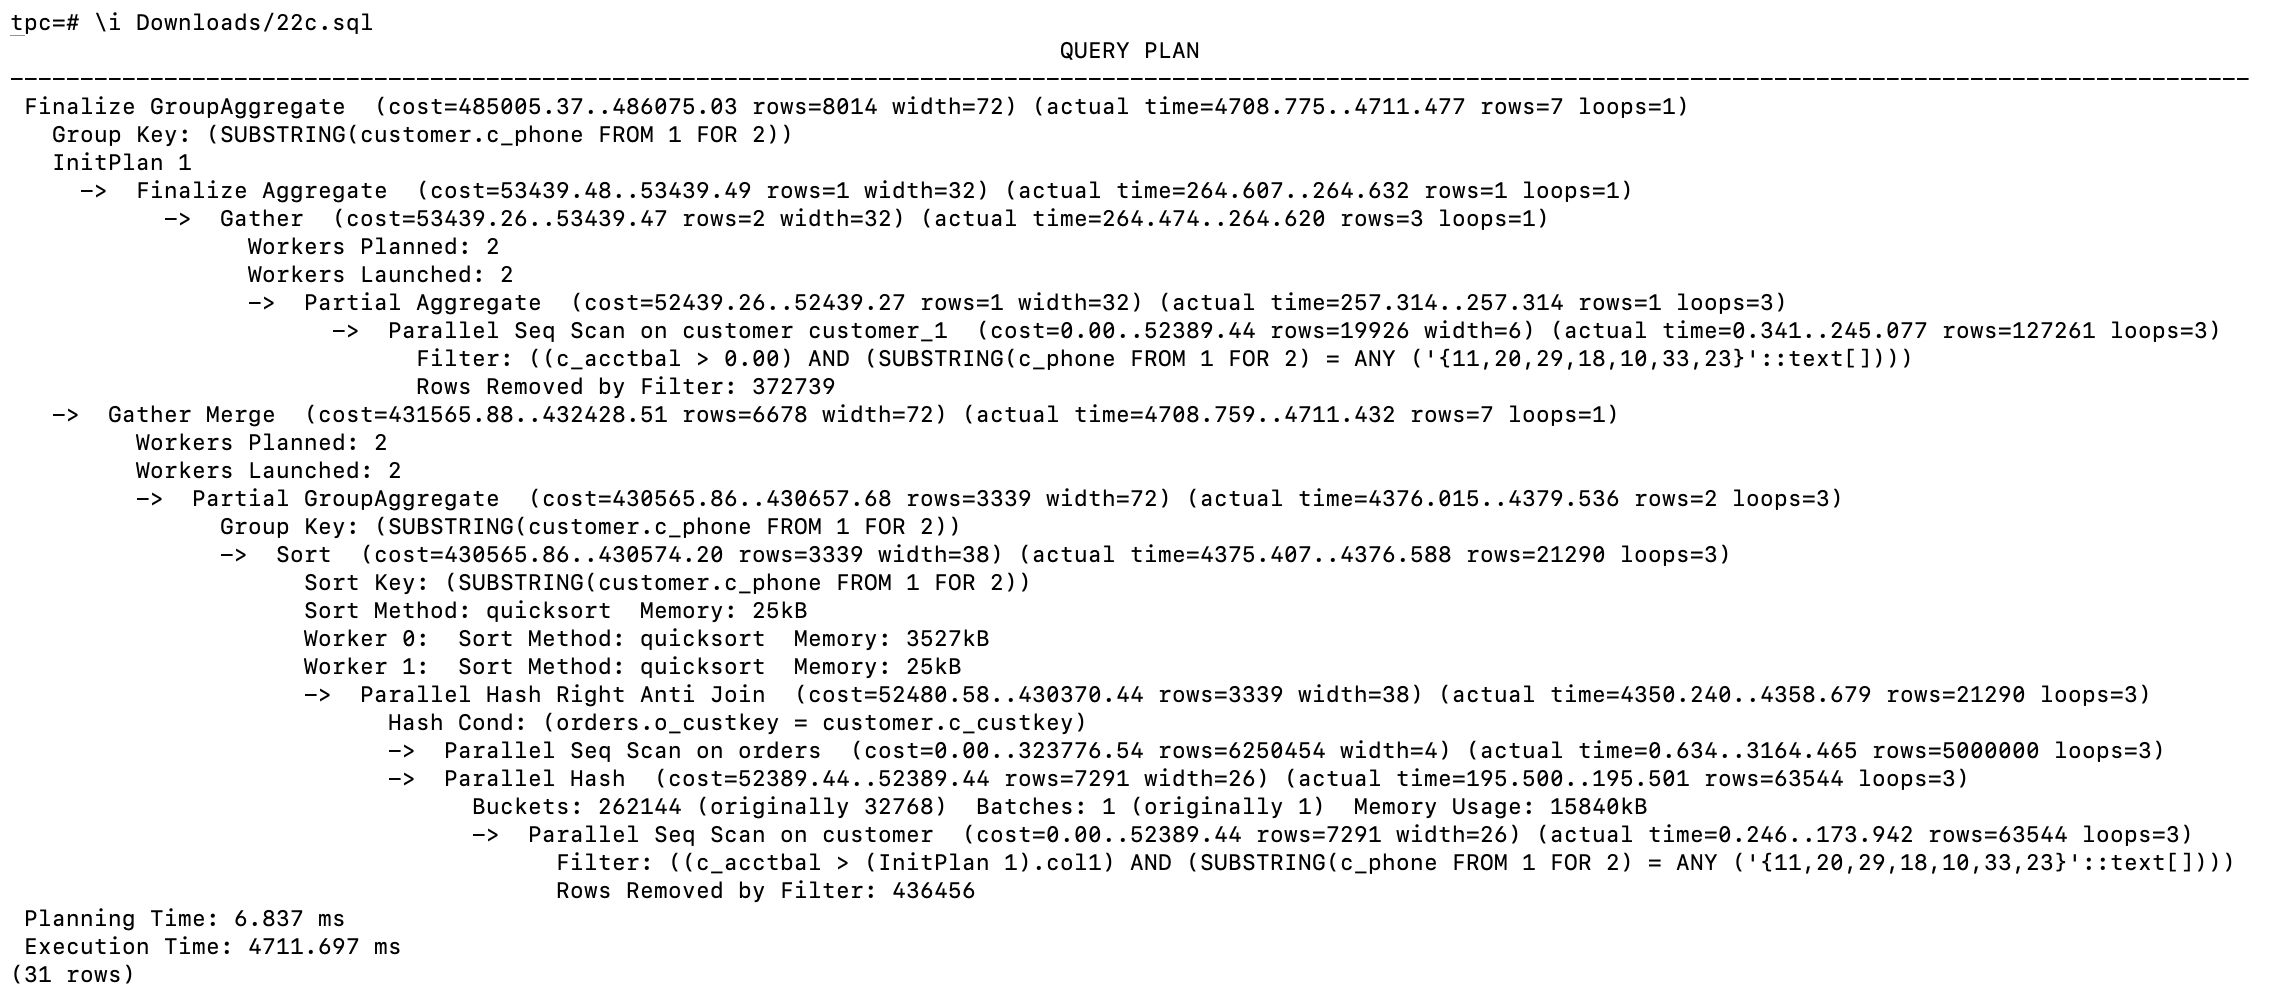 tpc=# \i Downloads/22c.sql
QUERY PLAN
----------------------------------------------------------------------------------------------------------------------------------------------------------------
Finalize GroupAggregate  (cost=485005.37..486075.03 rows=8014 width=72) (actual time=4708.775..4711.477 rows=7 loops=1)
Group Key: (SUBSTRING(customer.c_phone FROM 1 FOR 2))
InitPlan 1
->  Finalize Aggregate  (cost=53439.48..53439.49 rows=1 width=32) (actual time=264.607..264.632 rows=1 loops=1)
->  Gather  (cost=53439.26..53439.47 rows=2 width=32) (actual time=264.474..264.620 rows=3 loops=1)
Workers Planned: 2
Workers Launched: 2
->  Partial Aggregate  (cost=52439.26..52439.27 rows=1 width=32) (actual time=257.314..257.314 rows=1 loops=3)
->  Parallel Seq Scan on customer customer_1  (cost=0.00..52389.44 rows=19926 width=6) (actual time=0.341..245.077 rows=127261 loops=3)
Filter: ((c_acctbal > 0.00) AND (SUBSTRING(c_phone FROM 1 FOR 2) = ANY ('{11,20,29,18,10,33,23}'::text[])))
Rows Removed by Filter: 372739
->  Gather Merge  (cost=431565.88..432428.51 rows=6678 width=72) (actual time=4708.759..4711.432 rows=7 loops=1)
Workers Planned: 2
Workers Launched: 2
->  Partial GroupAggregate  (cost=430565.86..430657.68 rows=3339 width=72) (actual time=4376.015..4379.536 rows=2 loops=3)
Group Key: (SUBSTRING(customer.c_phone FROM 1 FOR 2))
->  Sort  (cost=430565.86..430574.20 rows=3339 width=38) (actual time=4375.407..4376.588 rows=21290 loops=3)
Sort Key: (SUBSTRING(customer.c_phone FROM 1 FOR 2))
Sort Method: quicksort  Memory: 25kB
Worker 0:  Sort Method: quicksort  Memory: 3527kB
Worker 1:  Sort Method: quicksort  Memory: 25kB
->  Parallel Hash Right Anti Join  (cost=52480.58..430370.44 rows=3339 width=38) (actual time=4350.240..4358.679 rows=21290 loops=3)
Hash Cond: (orders.o_custkey = customer.c_custkey)
->  Parallel Seq Scan on orders  (cost=0.00..323776.54 rows=6250454 width=4) (actual time=0.634..3164.465 rows=5000000 loops=3)
->  Parallel Hash  (cost=52389.44..52389.44 rows=7291 width=26) (actual time=195.500..195.501 rows=63544 loops=3)
Buckets: 262144 (originally 32768)  Batches: 1 (originally 1)  Memory Usage: 15840kB
->  Parallel Seq Scan on customer  (cost=0.00..52389.44 rows=7291 width=26) (actual time=0.246..173.942 rows=63544 loops=3)
Filter: ((c_acctbal > (InitPlan 1).col1) AND (SUBSTRING(c_phone FROM 1 FOR 2) = ANY ('{11,20,29,18,10,33,23}'::text[])))
Rows Removed by Filter: 436456
Planning Time: 6.837 ms
Execution Time: 4711.697 ms
(31 rows)